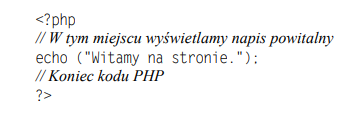 <?php
// W tym miejscu wyświetlamy napis powitalny
echo ("Witamy na stronie.");
// Koniec kodu PHP
?>